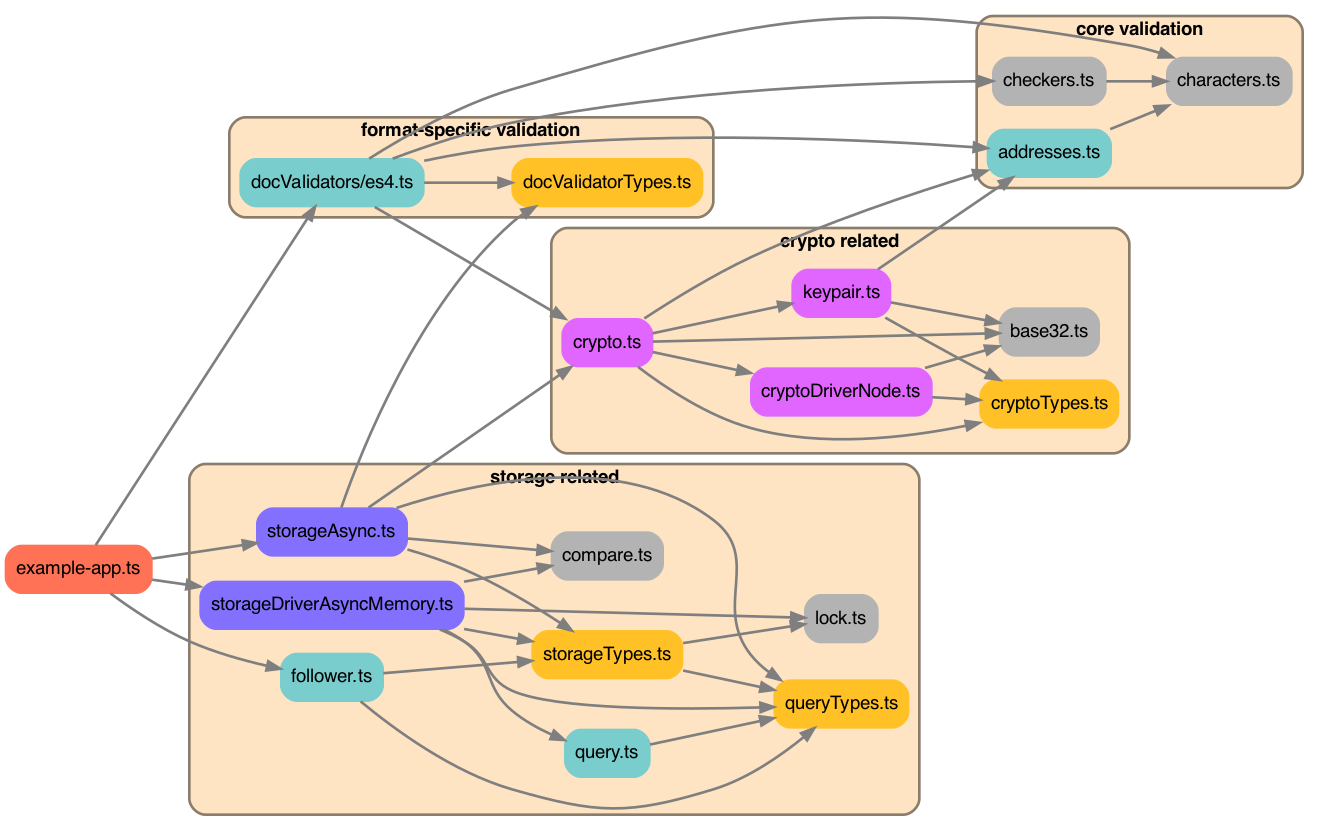 core validation
checkers.ts
characters.ts
addresses.ts
format-specific validation
docValidators/es4.ts
docValidatorTypes.ts
crypto related
keypair.ts
base32.ts
crypto.ts
cryptoDriverNode.ts
cryptoTypes.ts
storage related
storageAsync.ts
compare.ts
example-app.ts
storageDriverAsyncMemory.ts
lock.ts
storageTypes.ts
follower.ts
queryTypes.ts
query.ts